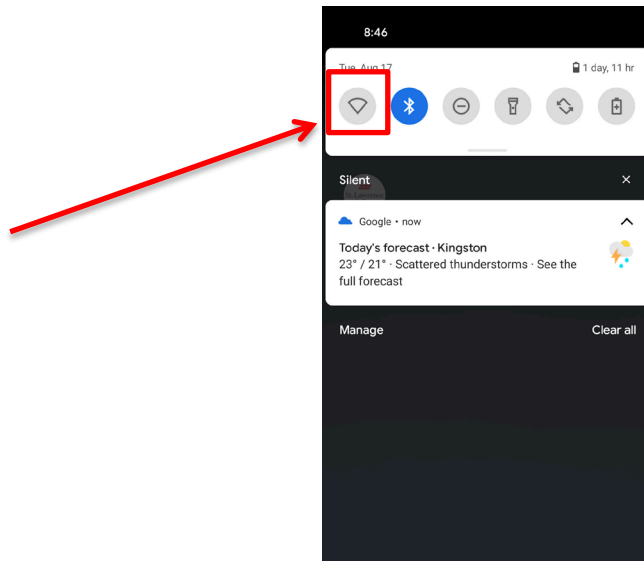 8:46
Tue, Aug 17
1 day, 11 hr
Silent
Google • now
Today's forecast · Kingston
23° / 21° · Scattered thunderstorms · See the
full forecast
Manage
Clear all